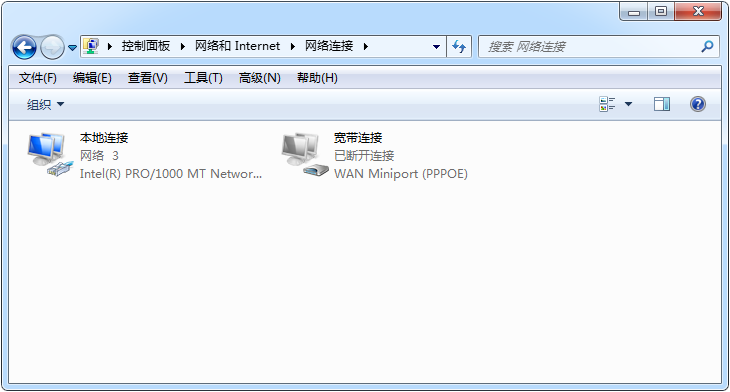 控制面板 网络和 Internet 网络连接 搜索 网络连接
文件(F) 编辑(E) 查看(V) 工具(T) 高级(N) 帮助(H)
组织
本地连接 宽带连接
网络 3 已断开连接
Intel(R) PRO/1000 MT Networ... WAN Miniport (PPPOE)